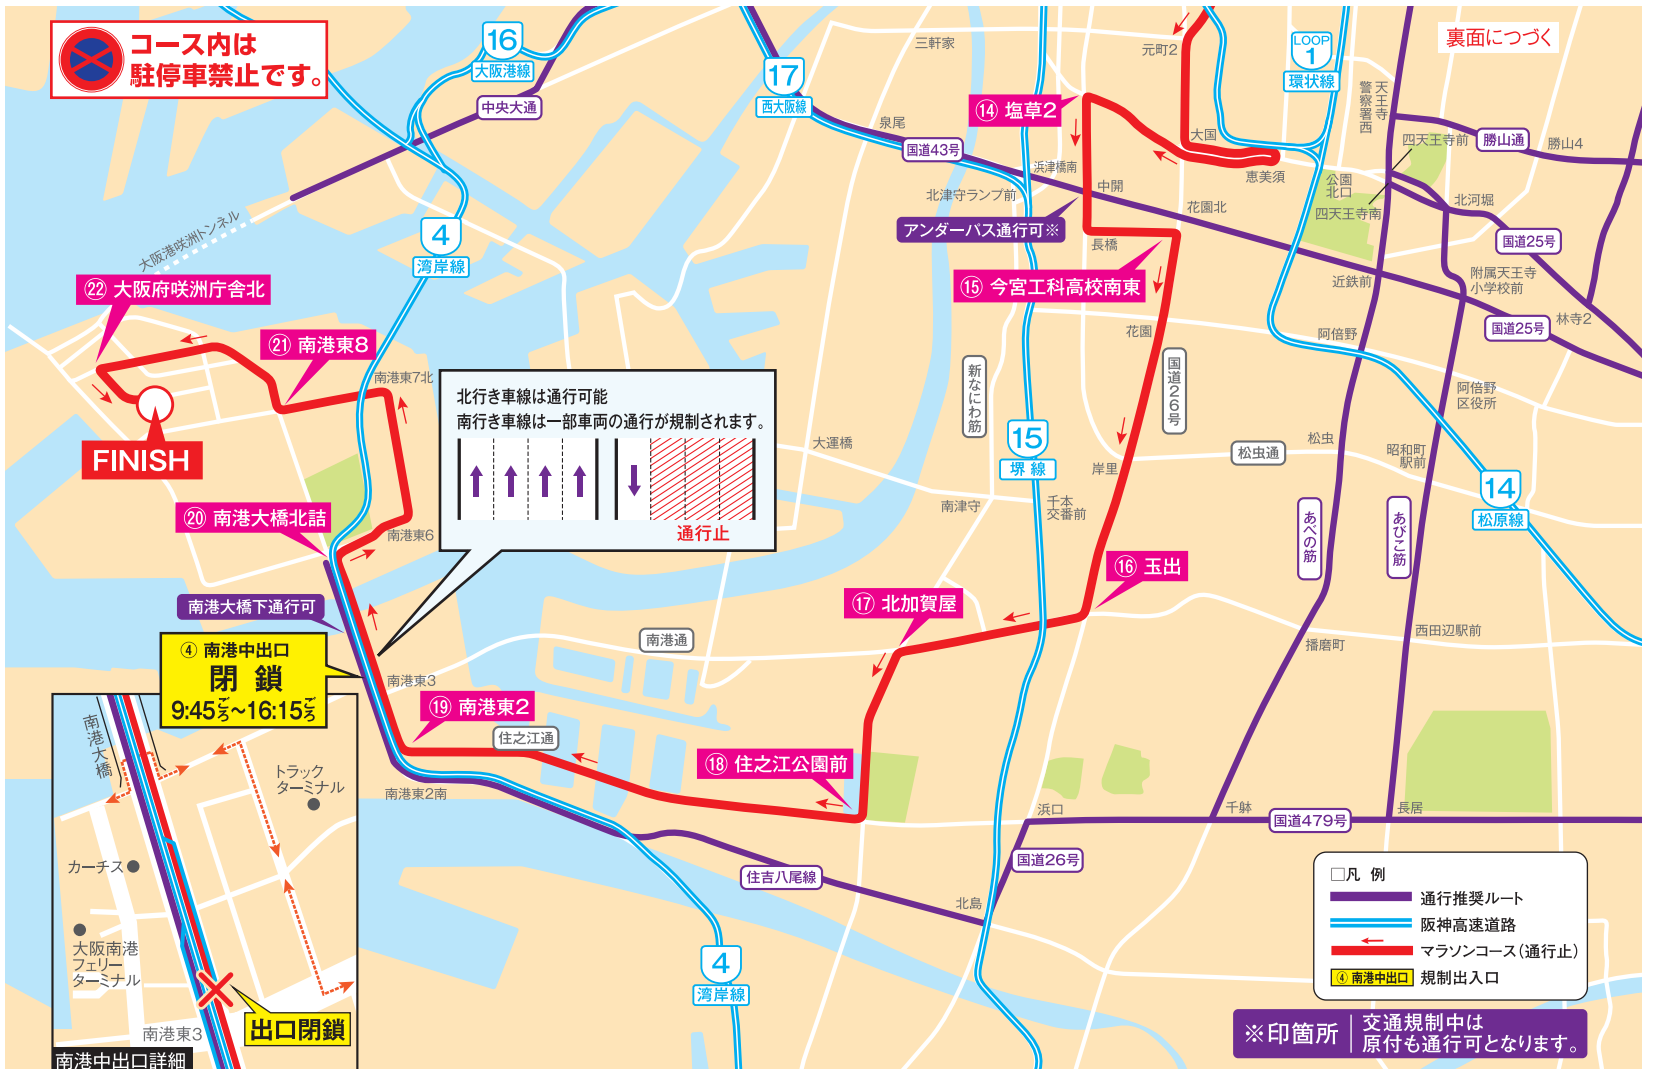 コース内は
駐停車禁止です。
16
大阪港線
中央大通
17
西大阪線
三軒家
元町2
LOOP
1
環状線
裏面につづく
警察署西
天王寺
四天王寺前
勝山通
勝山4
⑭ 塩草2
大国
泉尾
国道43号
浜津橋南
北津守ランプ前
中開
恵美須
公園
北口
北河堀
四天王寺南
花園北
アンダーパス通行可※
長橋
国道25号
大阪港咲洲トンネル
4
湾岸線
⑮ 今宮工科高校南東
近鉄前
附属天王寺
小学校前
㉒ 大阪府咲洲庁舎北
花園
阿倍野
国道25号
林寺2
㉑ 南港東8
南港東7北
新なにわ筋
国道26号
阿倍野
区役所
北行き車線は通行可能
南行き車線は一部車両の通行が規制されます。
通行止
FINISH
大運橋
15
堺線
松虫通
松虫
昭和町
駅前
岸里
14
松原線
南津守
千本
交番前
⑳ 南港大橋北詰
南港東6
あべの筋
あびこ筋
⑯ 玉出
⑰ 北加賀屋
南港大橋下通行可
南港通
播磨町
西田辺駅前
④ 南港中出口
閉鎖
9:45ごろ~16:15ごろ
南港東3
⑲ 南港東2
住之江通
⑱ 住之江公園前
南港東2南
浜口
千躰
国道479号
長居
国道26号
住吉八尾線
北島
4
湾岸線
南港大橋
トラック
ターミナル
カーチス
大阪南港
フェリー
ターミナル
南港東3
出口閉鎖
南港中出口詳細
□凡 例
通行推奨ルート
阪神高速道路
マラソンコース(通行止)
④ 南港中出口
規制出入口
※印箇所
交通規制中は
原付も通行可となります。